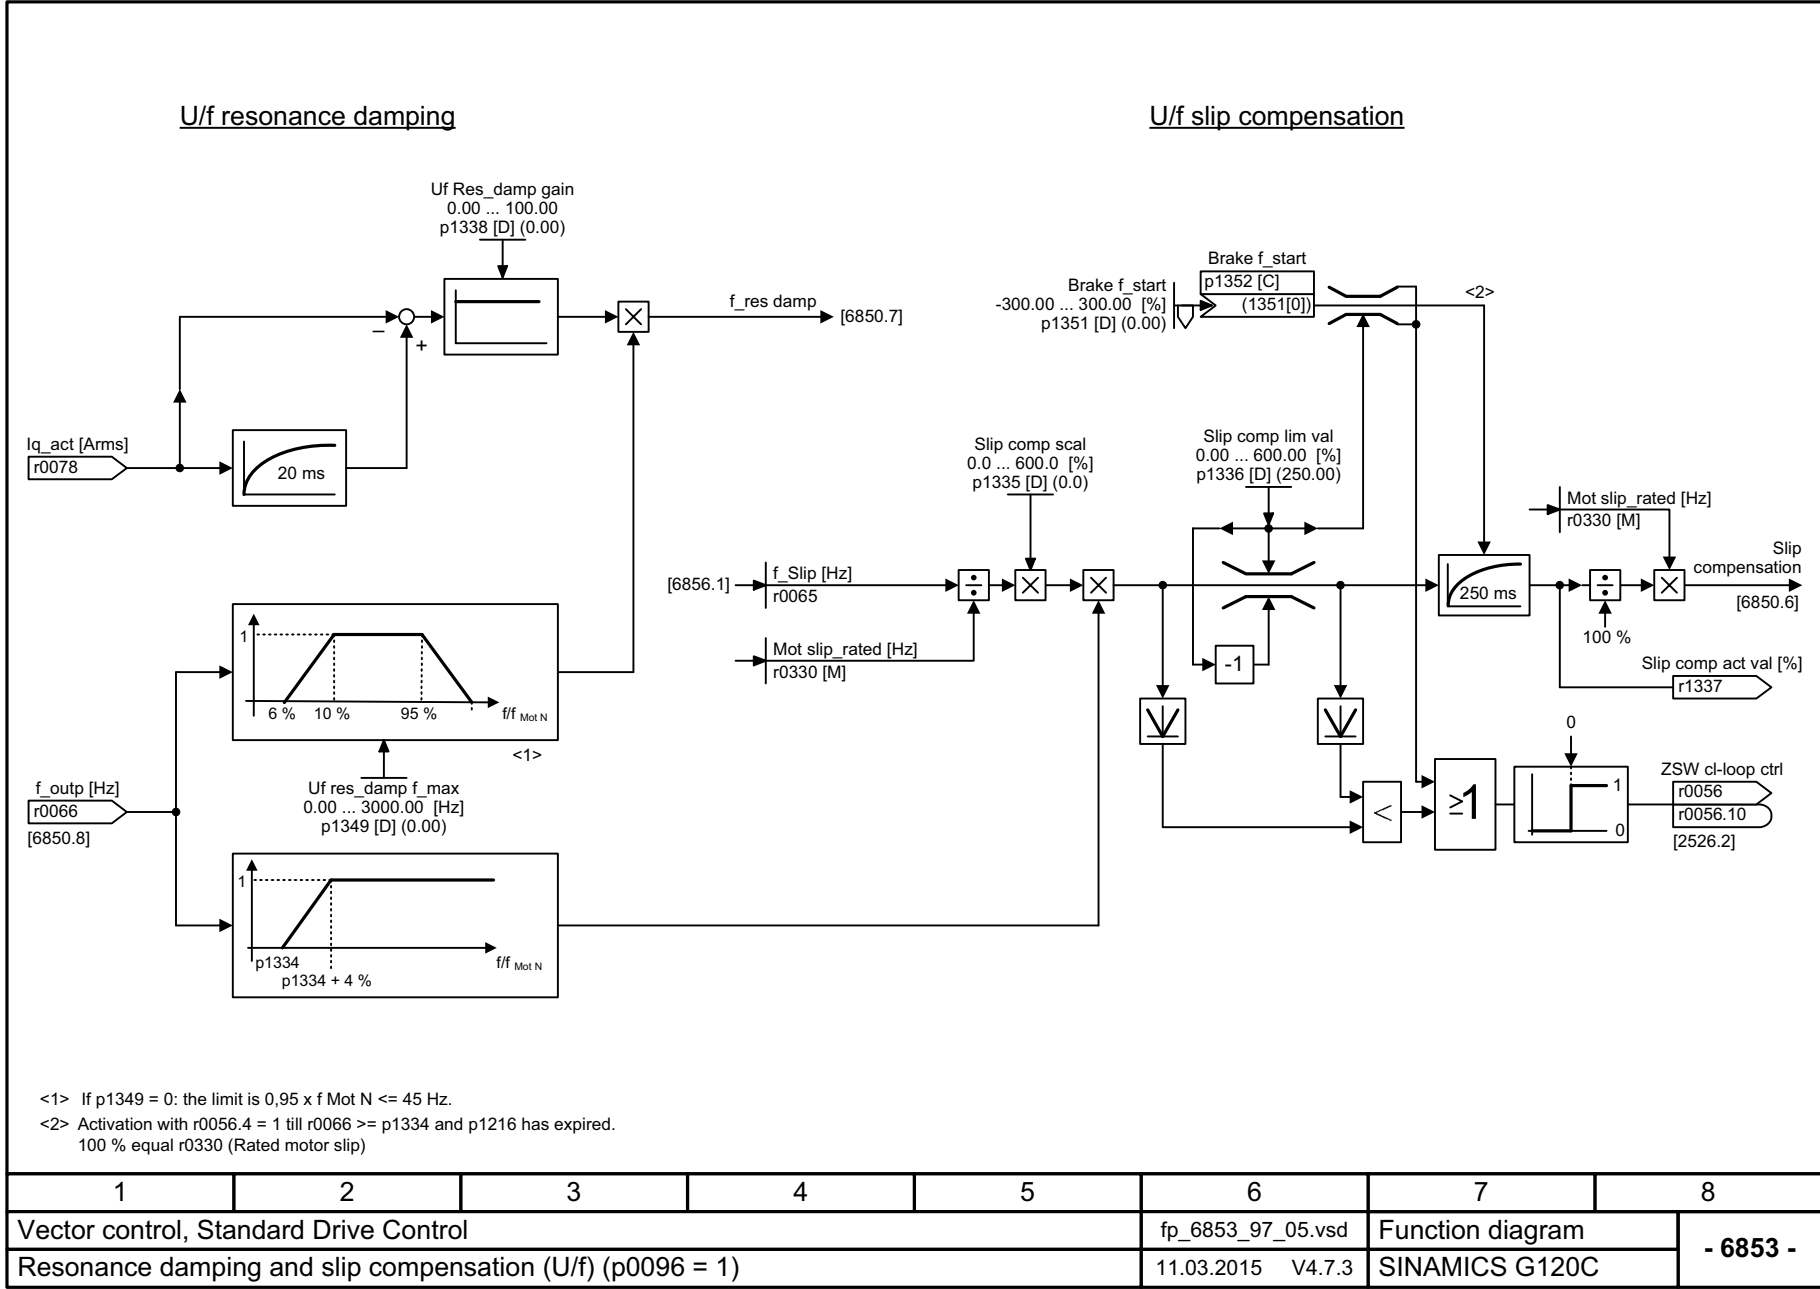 U/f resonance damping
U/f slip compensation
Uf Res_damp gain
0.00 ... 100.00
p1338 [D] (0.00)
f_res damp
[6850.7]
–
+
Iq_act [Arms]
r0078
20 ms
1
6 %
10 %
95 %
f/f Mot N
<1>
Uf res_damp f_max
0.00 ... 3000.00 [Hz]
p1349 [D] (0.00)
f_outp [Hz]
r0066
[6850.8]
1
p1334
p1334 + 4 %
f/f Mot N
Brake f_start
-300.00 ... 300.00 [%]
p1351 [D] (0.00)
Brake f_start
p1352 [C]
(1351[0])
<2>
Slip comp scal
0.0 ... 600.0 [%]
p1335 [D] (0.0)
Slip comp lim val
0.00 ... 600.00 [%]
p1336 [D] (250.00)
[6856.1]
f_Slip [Hz]
r0065
÷
Mot slip_rated [Hz]
r0330 [M]
-1
250 ms
Mot slip_rated [Hz]
r0330 [M]
÷
100 %
Slip
compensation
[6850.6]
Slip comp act val [%]
r1337
<
≥1
0
1
0
ZSW cl-loop ctrl
r0056
r0056.10
[2526.2]
<1> If p1349 = 0: the limit is 0,95 x f Mot N <= 45 Hz.
<2> Activation with r0056.4 = 1 till r0066 >= p1334 and p1216 has expired.
100 % equal r0330 (Rated motor slip)
1 2 3 4 5 6 7 8
Vector control, Standard Drive Control
fp_6853_97_05.vsd
Function diagram
- 6853 -
Resonance damping and slip compensation (U/f) (p0096 = 1)
11.03.2015 V4.7.3
SINAMICS G120C